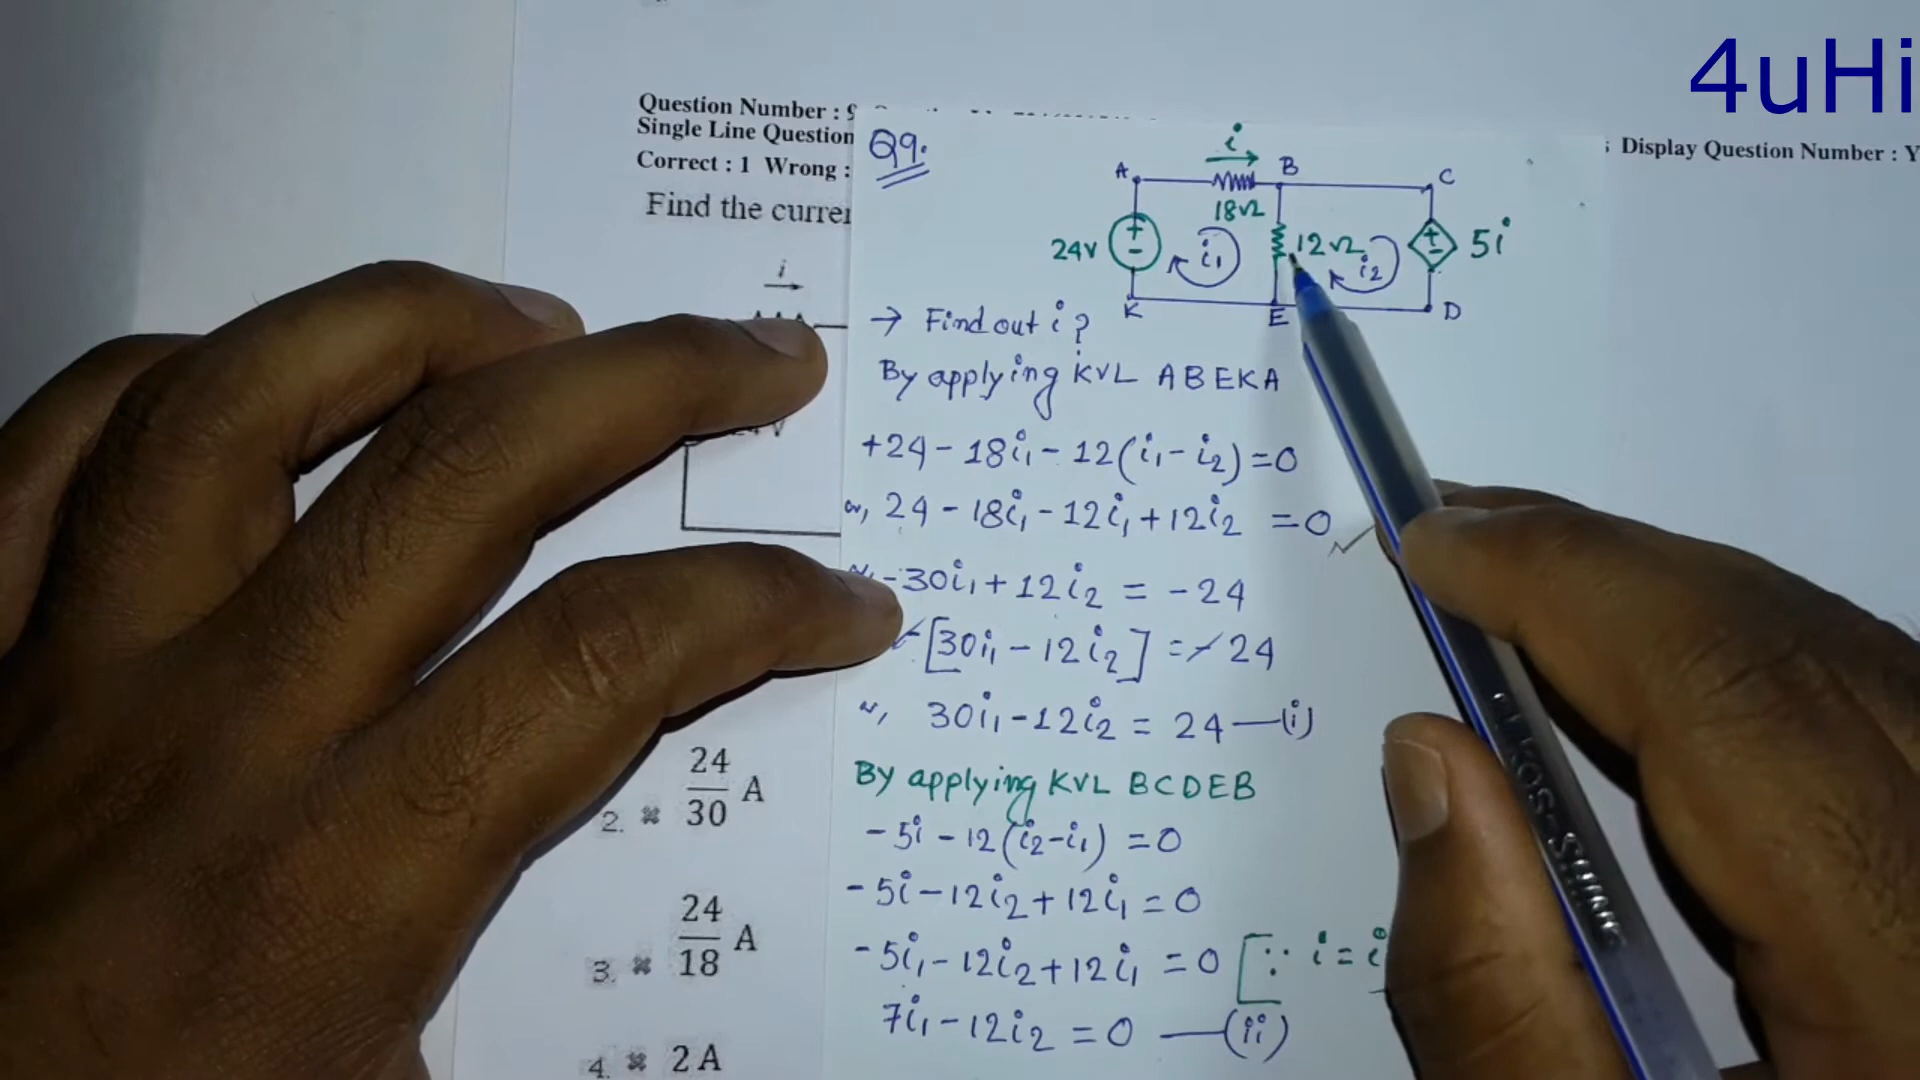 4uHi
Question Number : 9
Single Line Question
Correct : 1 Wrong :
; Display Question Number : Y
Find the curren
i
V
Q9.
i
A
B
C
18Ω
24V
+
-
i₁
12Ω
i₂
+
-
5i
K
E
D
→ Find out i?
By applying KVL ABEKA
+24 - 18i₁ - 12(i₁ - i₂) = 0
~, 24 - 18i₁ - 12i₁ + 12i₂ = 0
~, -30i₁ + 12i₂ = -24
-[30i₁ - 12i₂] = -24
~, 30i₁ - 12i₂ = 24 —(i)
By applying KVL BCDEB
-5i - 12(i₂ - i₁) = 0
-5i - 12i₂ + 12i₁ = 0
-5i₁ - 12i₂ + 12i₁ = 0 [∵ i = i
7i₁ - 12i₂ = 0 —(ii)
2. ✖ 24/30 A
3. ✖ 24/18 A
4. ✖ 2 A